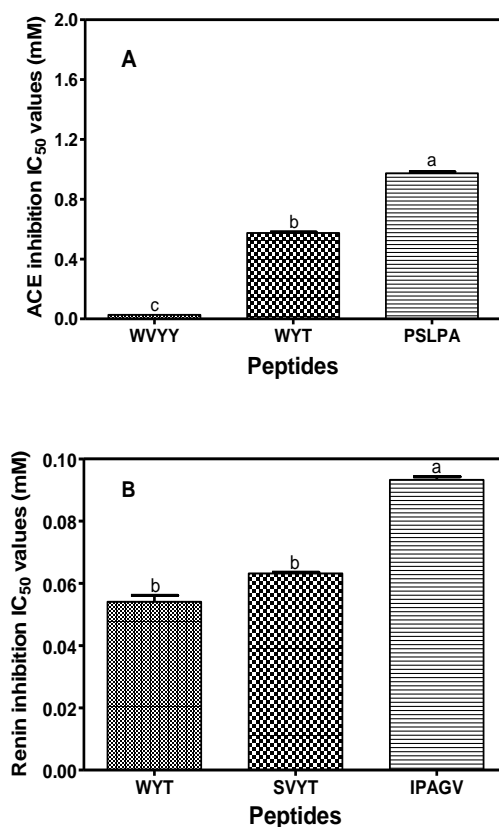 A
ACE inhibition IC50 values (mM)
2.0
1.6
1.2
0.8
0.4
0.0
a
b
c
WVYY WYT PSLPA
Peptides
B
Renin inhibition IC50 values (mM)
0.10
0.08
0.06
0.04
0.02
0.00
a
b b
WYT SVYT IPAGV
Peptides